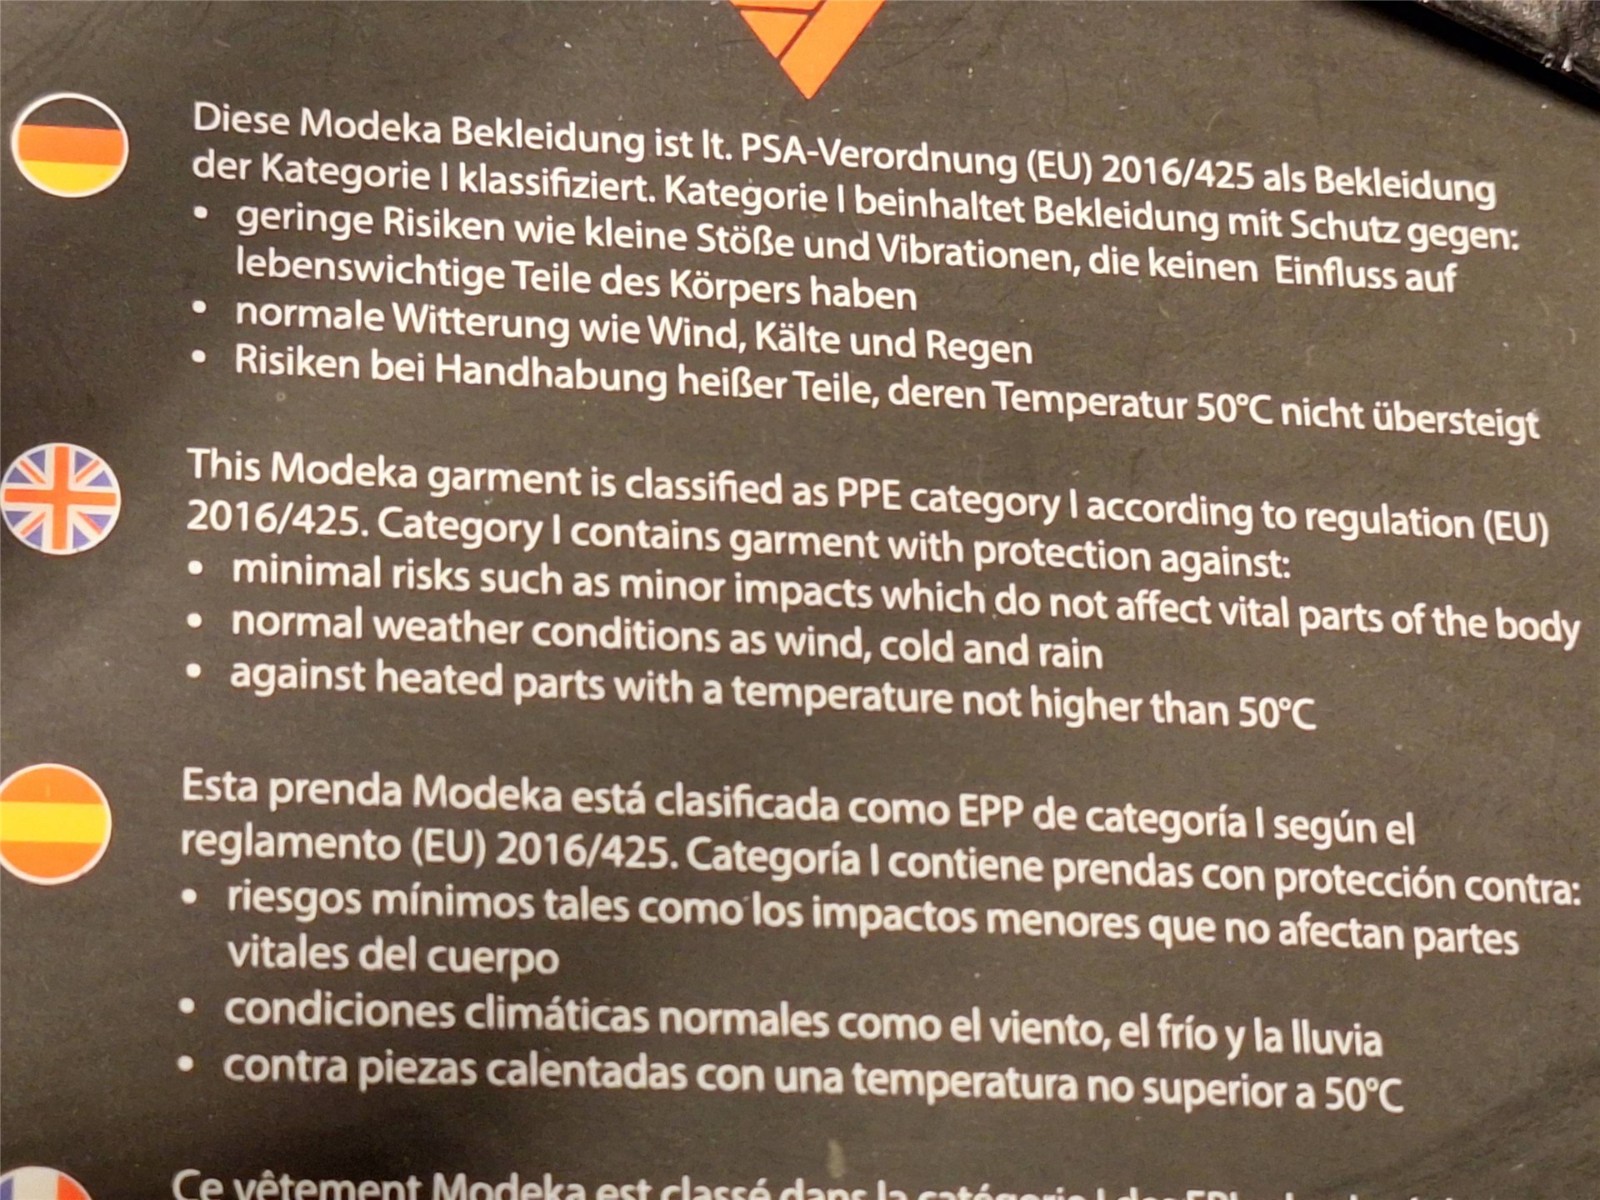 Diese Modeka Bekleidung ist lt. PSA-Verordnung (EU) 2016/425 als Bekleidung
der Kategorie I klassifiziert. Kategorie I beinhaltet Bekleidung mit Schutz gegen:
• geringe Risiken wie kleine Stöße und Vibrationen, die keinen Einfluss auf
lebenswichtige Teile des Körpers haben
• normale Witterung wie Wind, Kälte und Regen
• Risiken bei Handhabung heißer Teile, deren Temperatur 50°C nicht übersteigt
This Modeka garment is classified as PPE category I according to regulation (EU)
2016/425. Category I contains garment with protection against:
• minimal risks such as minor impacts which do not affect vital parts of the body
• normal weather conditions as wind, cold and rain
• against heated parts with a temperature not higher than 50°C
Esta prenda Modeka está clasificada como EPP de categoría I según el
reglamento (EU) 2016/425. Categoría I contiene prendas con protección contra:
• riesgos mínimos tales como los impactos menores que no afectan partes
vitales del cuerpo
• condiciones climáticas normales como el viento, el frío y la lluvia
• contra piezas calentadas con una temperatura no superior a 50°C
Ce vêtement Modeka est classé dans la catégorie I des